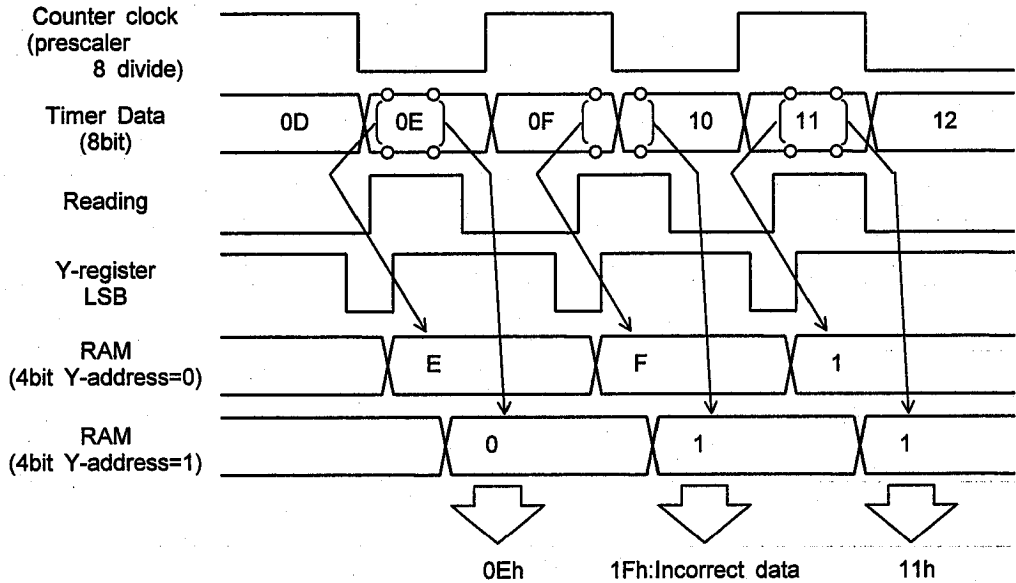 Counter clock
(prescaler
8 divide)
Timer Data
(8bit)
0D
0E
0F
10
11
12
Reading
Y-register
LSB
RAM
(4bit Y-address=0)
E
F
1
RAM
(4bit Y-address=1)
0
1
1
0Eh
1Fh:Incorrect data
11h